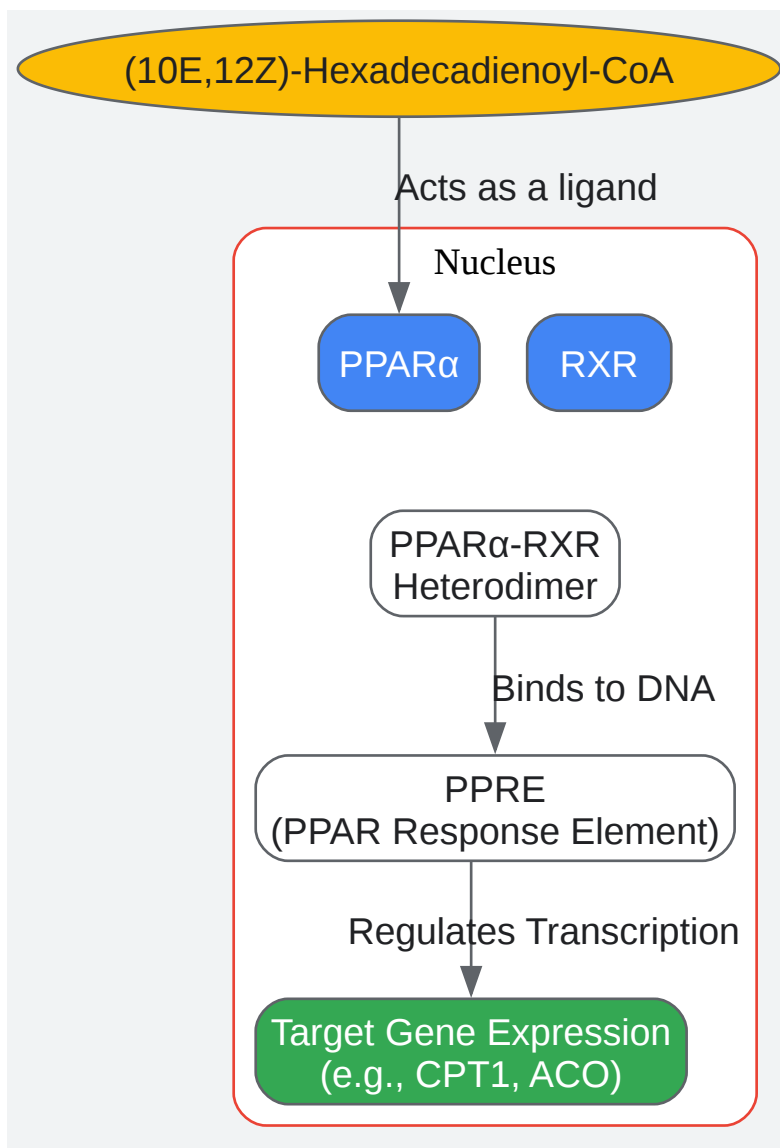 (10E,12Z)-Hexadecadienoyl-CoA
Acts as a ligand
Nucleus
PPARα
RXR
PPARα-RXR
Heterodimer
Binds to DNA
PPRE
(PPAR Response Element)
Regulates Transcription
Target Gene Expression
(e.g., CPT1, ACO)